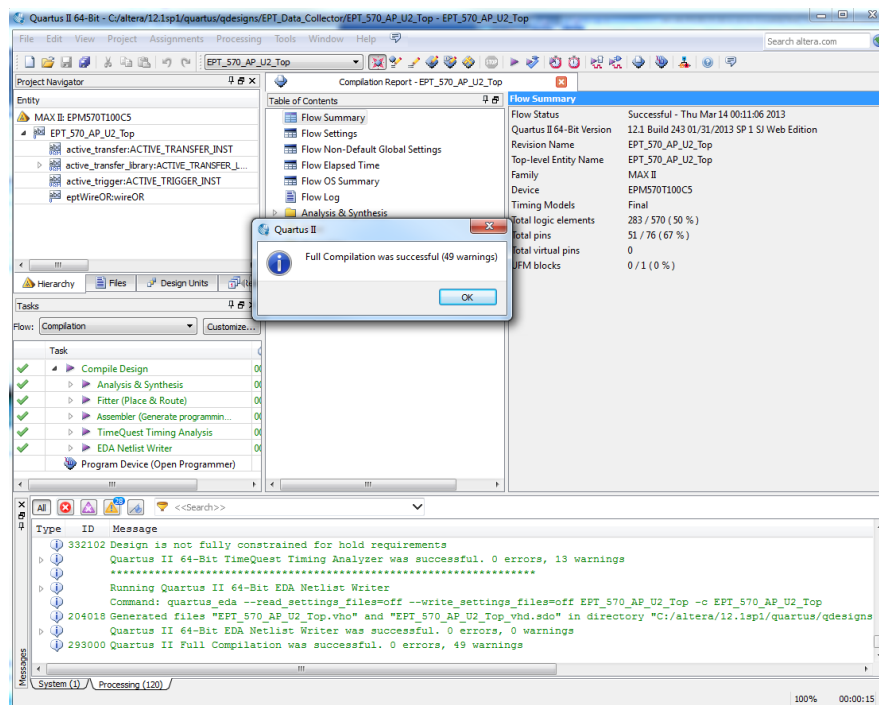 Quartus II 64-Bit - C:/altera/12.1sp1/quartus/qdesigns/EPT_Data_Collector/EPT_570_AP_U2_Top - EPT_570_AP_U2_Top
File Edit View Project Assignments Processing Tools Window Help
Search altera.com
EPT_570_AP_U2_Top
Project Navigator
Entity
MAX II: EPM570T100C5
EPT_570_AP_U2_Top
active_transfer:ACTIVE_TRANSFER_INST
active_transfer_library:ACTIVE_TRANSFER_L...
active_trigger:ACTIVE_TRIGGER_INST
eptWireOR:wireOR
Hierarchy Files Design Units
Tasks
Flow: Compilation Customize...
Task
Compile Design
Analysis & Synthesis
Fitter (Place & Route)
Assembler (Generate programmin...
TimeQuest Timing Analysis
EDA Netlist Writer
Program Device (Open Programmer)
Compilation Report - EPT_570_AP_U2_Top
Table of Contents
Flow Summary
Flow Settings
Flow Non-Default Global Settings
Flow Elapsed Time
Flow OS Summary
Flow Log
Analysis & Synthesis
Flow Summary
Flow Status Successful - Thu Mar 14 00:11:06 2013
Quartus II 64-Bit Version 12.1 Build 243 01/31/2013 SP 1 SJ Web Edition
Revision Name EPT_570_AP_U2_Top
Top-level Entity Name EPT_570_AP_U2_Top
Family MAX II
Device EPM570T100C5
Timing Models Final
Total logic elements 283 / 570 ( 50 % )
Total pins 51 / 76 ( 67 % )
Total virtual pins 0
UFM blocks 0 / 1 ( 0 % )
Quartus II
Full Compilation was successful (49 warnings)
OK
All
<<Search>>
Type ID Message
332102 Design is not fully constrained for hold requirements
Quartus II 64-Bit TimeQuest Timing Analyzer was successful. 0 errors, 13 warnings
*******************************************************************
Running Quartus II 64-Bit EDA Netlist Writer
Command: quartus_eda --read_settings_files=off --write_settings_files=off EPT_570_AP_U2_Top -c EPT_570_AP_U2_Top
204018 Generated files "EPT_570_AP_U2_Top.vho" and "EPT_570_AP_U2_Top_vhd.sdo" in directory "C:/altera/12.1sp1/quartus/qdesigns
Quartus II 64-Bit EDA Netlist Writer was successful. 0 errors, 0 warnings
293000 Quartus II Full Compilation was successful. 0 errors, 49 warnings
Messages
System (1) Processing (120)
100% 00:00:15